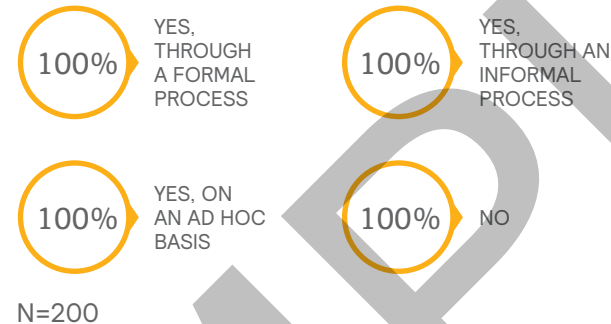 100%
YES,
THROUGH
A FORMAL
PROCESS
100%
YES,
THROUGH AN
INFORMAL
PROCESS
100%
YES, ON
AN AD HOC
BASIS
100%
NO
N=200